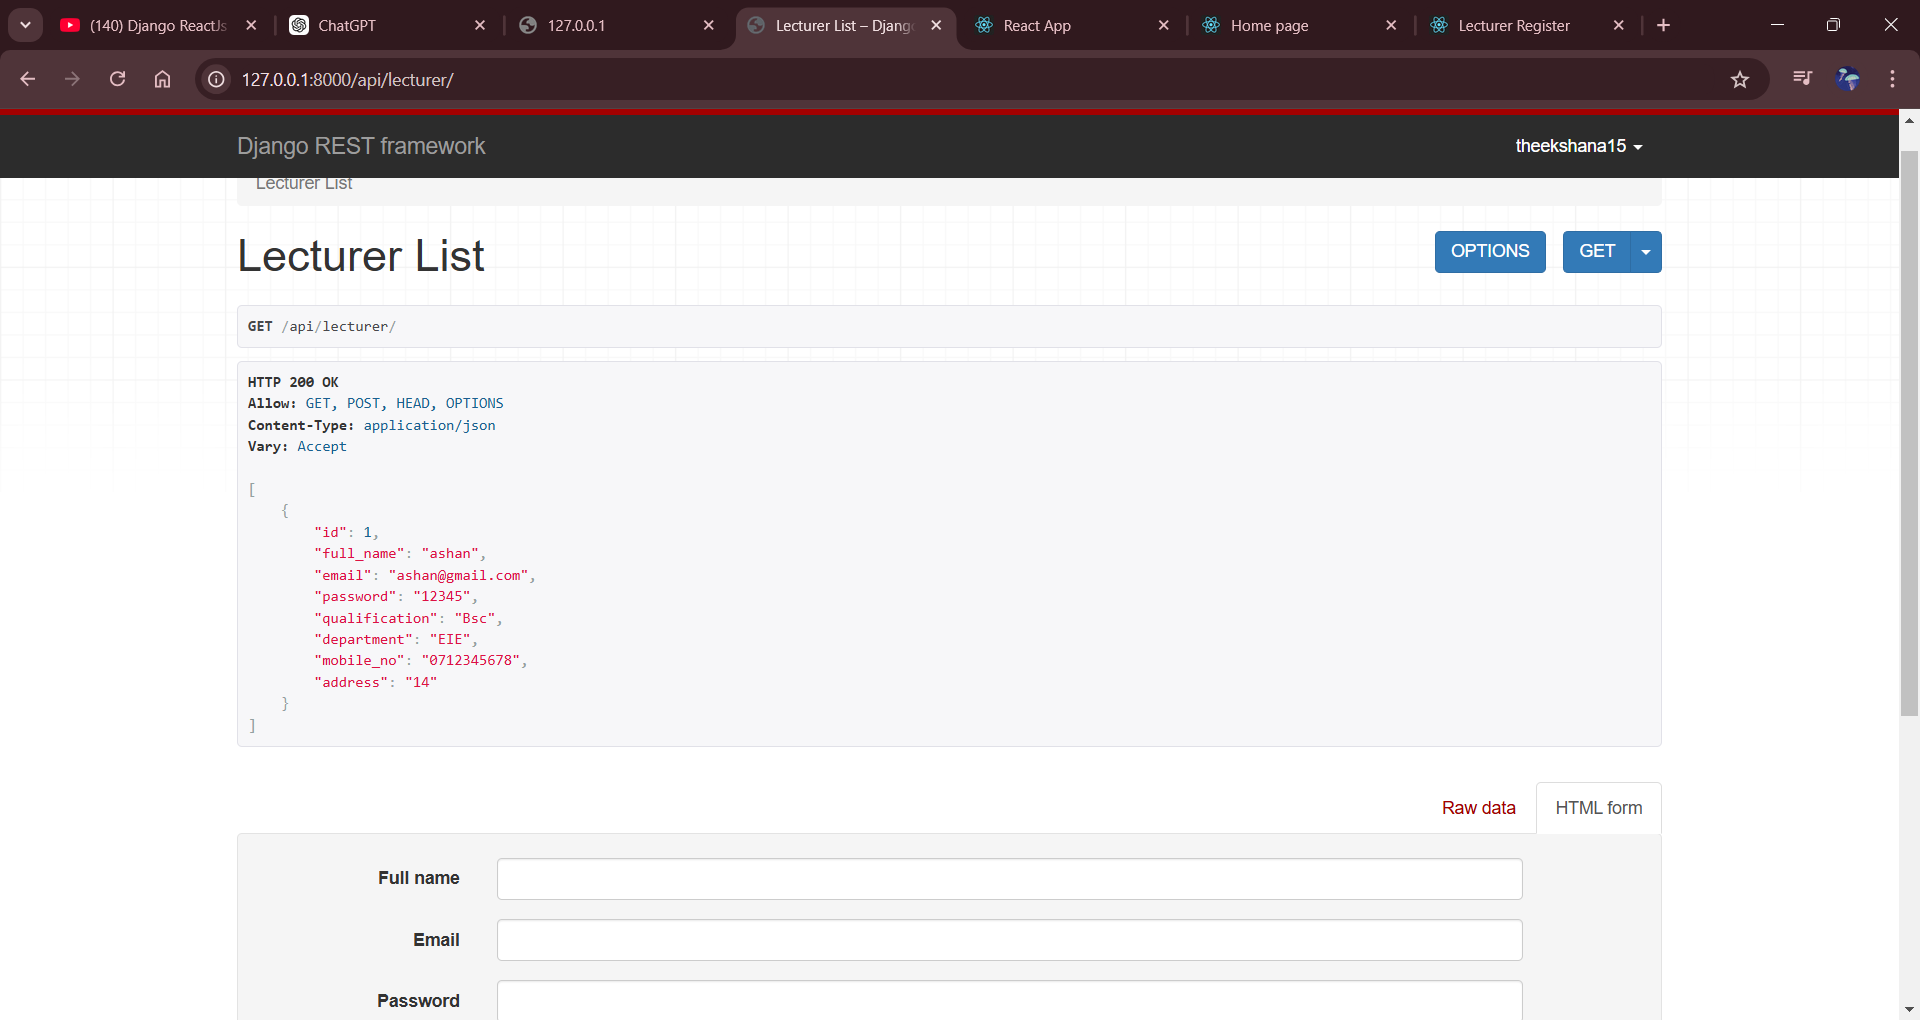 (140) Django ReactJs
ChatGPT
127.0.0.1
Lecturer List – Djang
React App
Home page
Lecturer Register
127.0.0.1:8000/api/lecturer/
Django REST framework
theekshana15
Lecturer List
Lecturer List
OPTIONS
GET
GET /api/lecturer/
HTTP 200 OK
Allow: GET, POST, HEAD, OPTIONS
Content-Type: application/json
Vary: Accept
[
{
"id": 1,
"full_name": "ashan",
"email": "ashan@gmail.com",
"password": "12345",
"qualification": "Bsc",
"department": "EIE",
"mobile_no": "0712345678",
"address": "14"
}
]
Raw data
HTML form
Full name
Email
Password